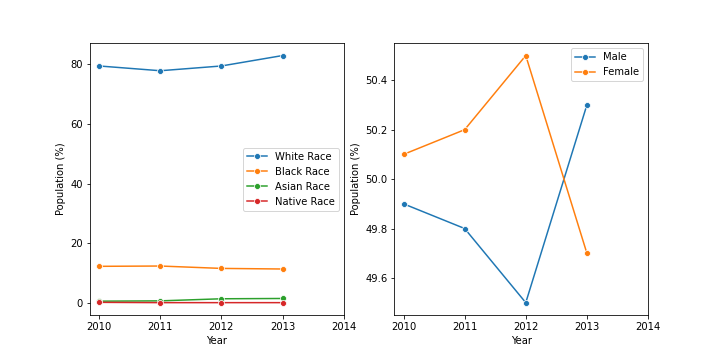 80
60
40
20
0
Population (%)
White Race
Black Race
Asian Race
Native Race
2010 2011 2012 2013 2014
Year
50.4
50.2
50.0
49.8
49.6
Population (%)
Male
Female
2010 2011 2012 2013 2014
Year